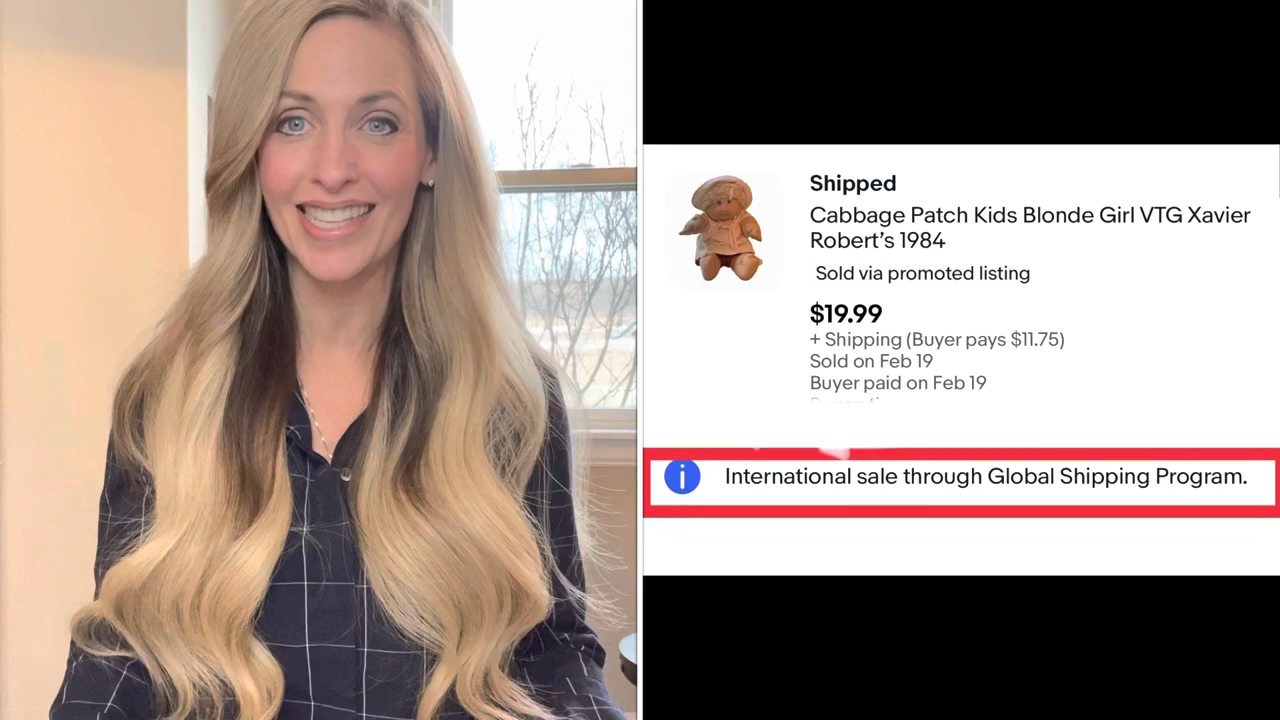 Shipped
Cabbage Patch Kids Blonde Girl VTG Xavier
Robert's 1984
Sold via promoted listing
$19.99
+ Shipping (Buyer pays $11.75)
Sold on Feb 19
Buyer paid on Feb 19
International sale through Global Shipping Program.